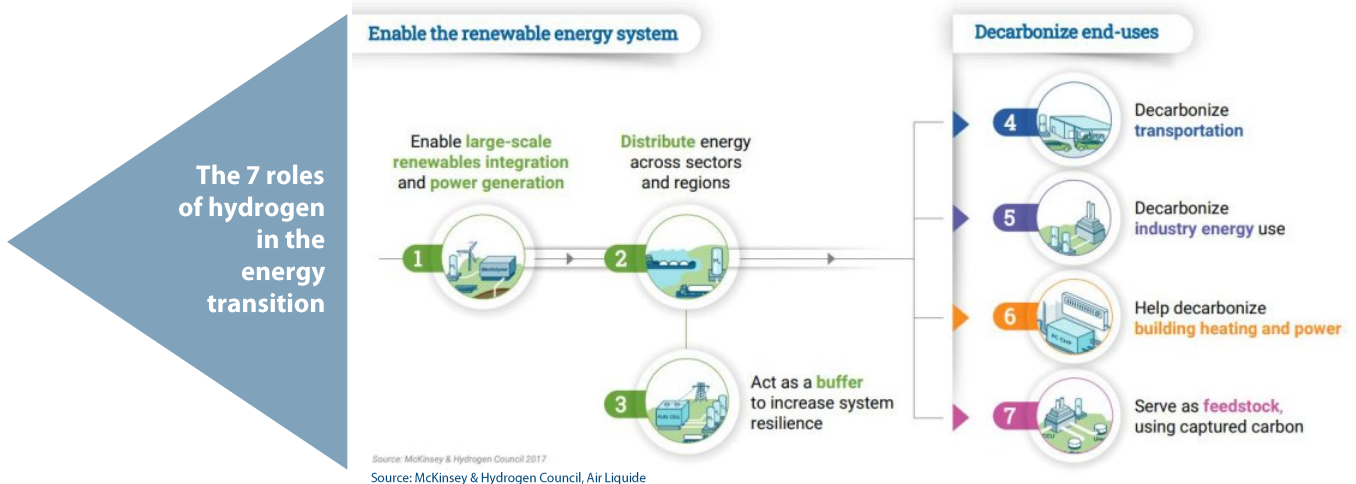 The 7 roles
of hydrogen
in the
energy
transition
Enable the renewable energy system
Enable large-scale
renewables integration
and power generation
1
electrolyzer
Distribute energy
across sectors
and regions
2
3
FUEL CELL
Act as a buffer
to increase system
resilience
Source: McKinsey & Hydrogen Council 2017
Source: McKinsey & Hydrogen Council, Air Liquide
Decarbonize end-uses
4
Decarbonize
transportation
5
Decarbonize
industry energy use
6
Help decarbonize
building heating and power
7
Serve as feedstock,
using captured carbon